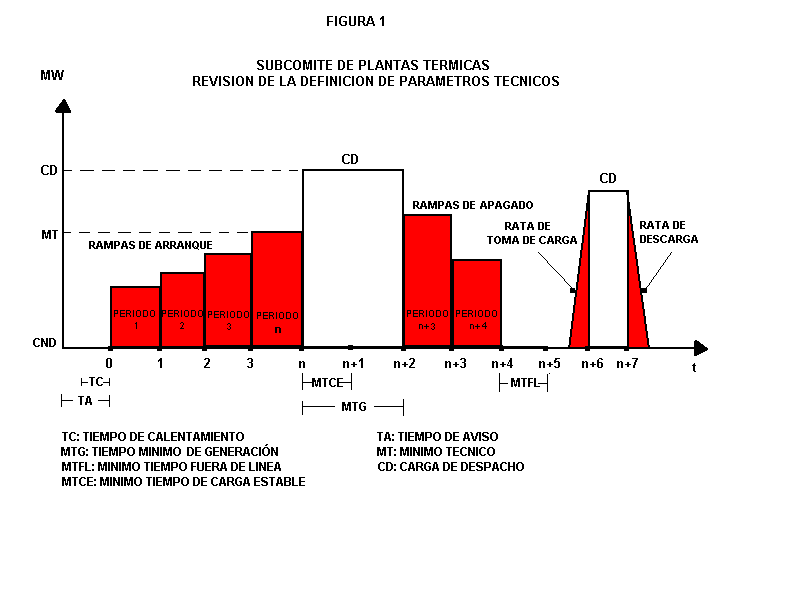 FIGURA 1
SUBCOMITE DE PLANTAS TERMICAS
REVISION DE LA DEFINICION DE PARAMETROS TECNICOS
MW
CD
CD
CD
RAMPAS DE APAGADO
RATA DE
TOMA DE CARGA
RATA DE
DESCARGA
MT
RAMPAS DE ARRANQUE
PERIODO
1
PERIODO
2
PERIODO
3
PERIODO
n
PERIODO
n+3
PERIODO
n+4
CND
0 1 2 3 n n+1 n+2 n+3 n+4 n+5 n+6 n+7 t
TC
MTCE
MTFL
TA
MTG
TC: TIEMPO DE CALENTAMIENTO
MTG: TIEMPO MINIMO DE GENERACIÓN
MTFL: MINIMO TIEMPO FUERA DE LINEA
MTCE: MINIMO TIEMPO DE CARGA ESTABLE
TA: TIEMPO DE AVISO
MT: MINIMO TECNICO
CD: CARGA DE DESPACHO